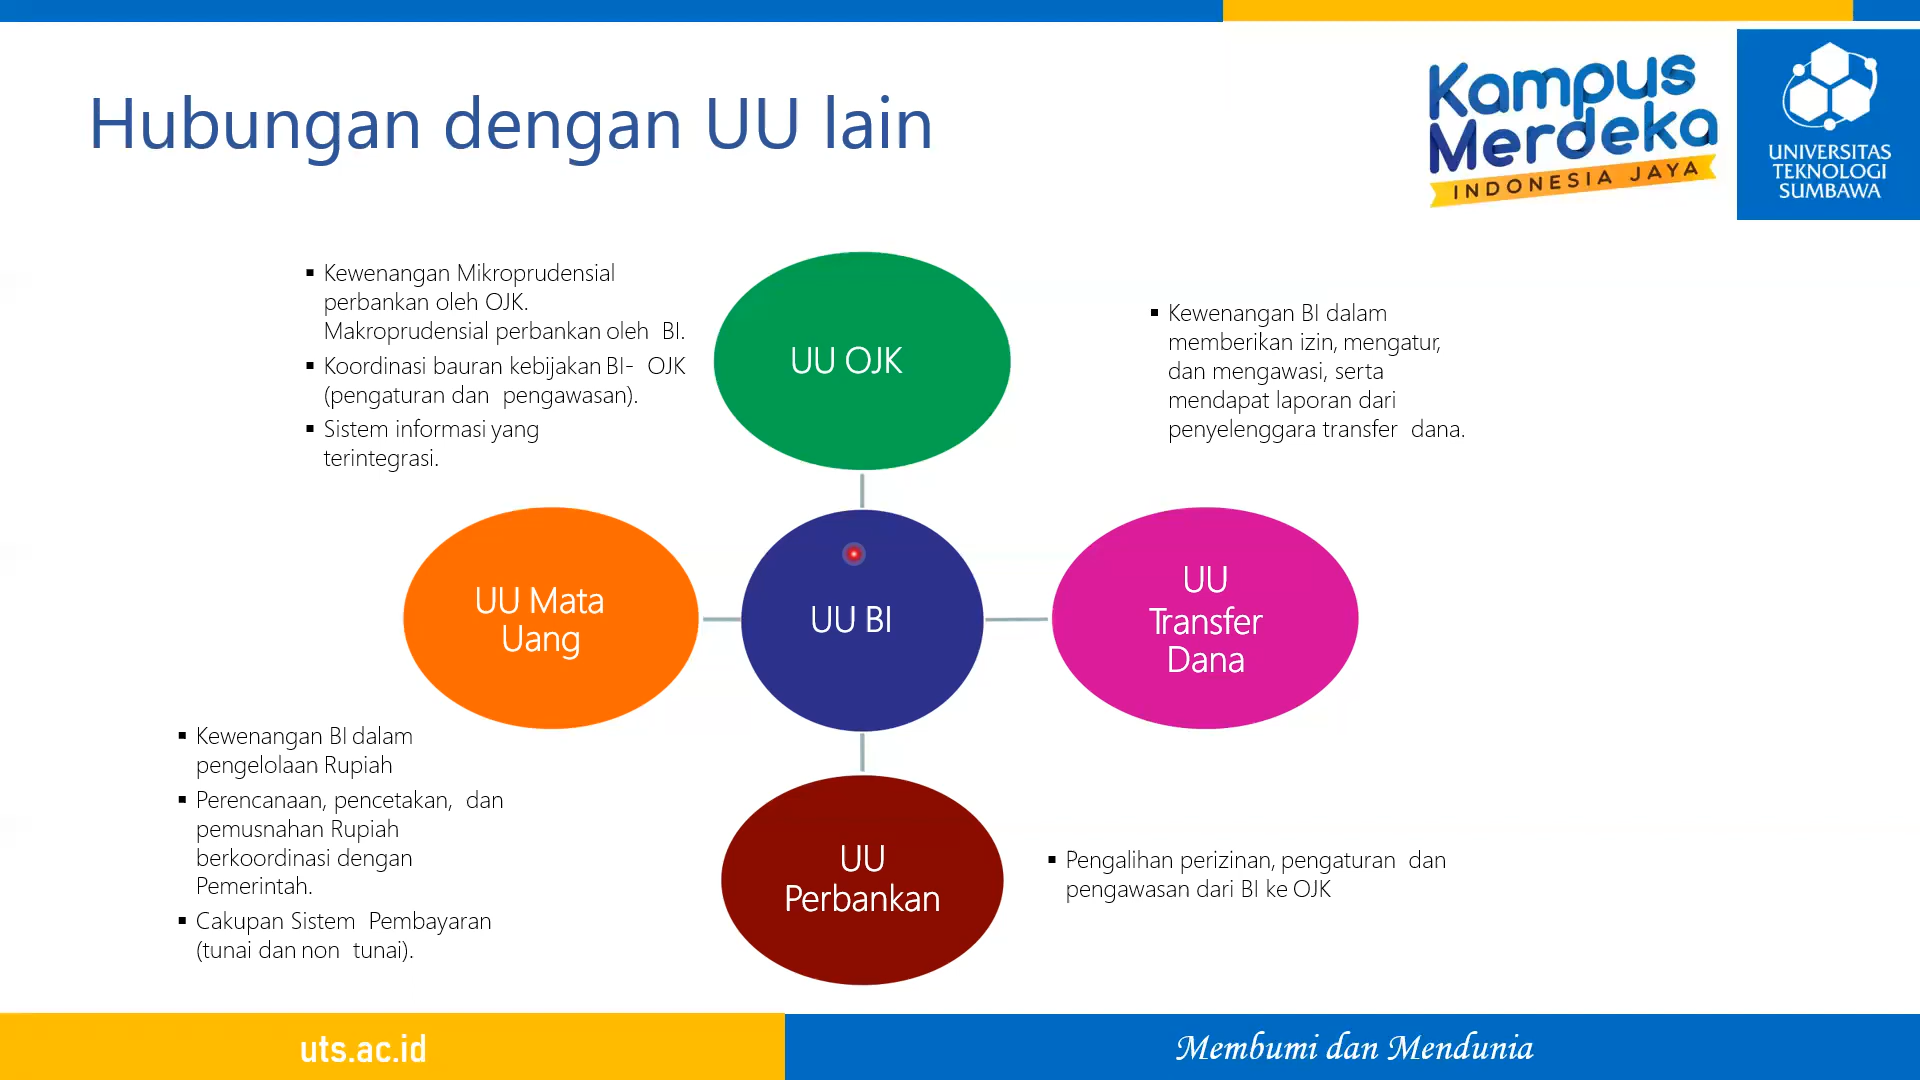 Hubungan dengan UU lain
Kampus
Merdeka
INDONESIA JAYA
UNIVERSITAS
TEKNOLOGI
SUMBAWA
▪ Kewenangan Mikroprudensial
perbankan oleh OJK.
Makroprudensial perbankan oleh BI.
▪ Koordinasi bauran kebijakan BI- OJK
(pengaturan dan pengawasan).
▪ Sistem informasi yang
terintegrasi.
UU OJK
▪ Kewenangan BI dalam
memberikan izin, mengatur,
dan mengawasi, serta
mendapat laporan dari
penyelenggara transfer dana.
UU Mata
Uang
UU BI
UU
Transfer
Dana
▪ Kewenangan BI dalam
pengelolaan Rupiah
▪ Perencanaan, pencetakan, dan
pemusnahan Rupiah
berkoordinasi dengan
Pemerintah.
▪ Cakupan Sistem Pembayaran
(tunai dan non tunai).
UU
Perbankan
▪ Pengalihan perizinan, pengaturan dan
pengawasan dari BI ke OJK
uts.ac.id
Membumi dan Mendunia